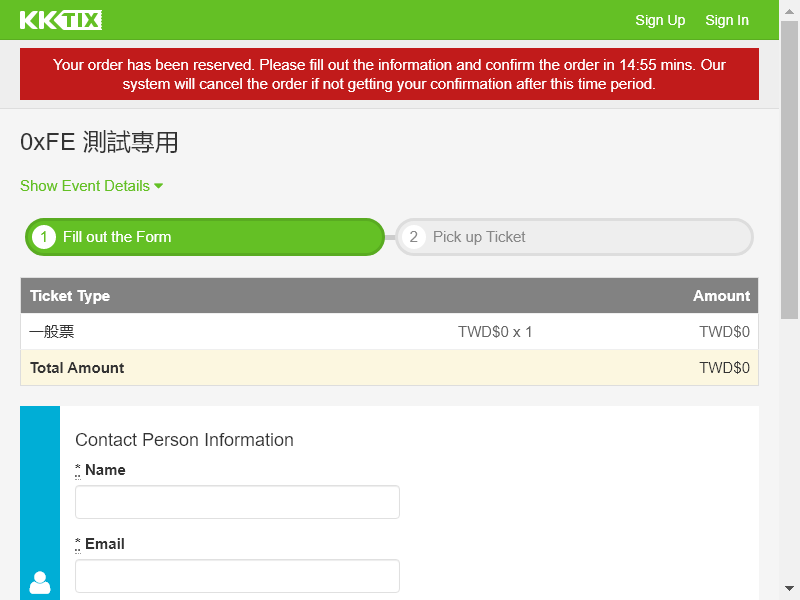 KKTIX
Sign Up
Sign In
Your order has been reserved. Please fill out the information and confirm the order in 14:55 mins. Our
system will cancel the order if not getting your confirmation after this time period.
0xFE 測試專用
Show Event Details
1 Fill out the Form
2 Pick up Ticket
Ticket Type Amount
一般票 TWD$0 x 1 TWD$0
Total Amount TWD$0
Contact Person Information
* Name
* Email